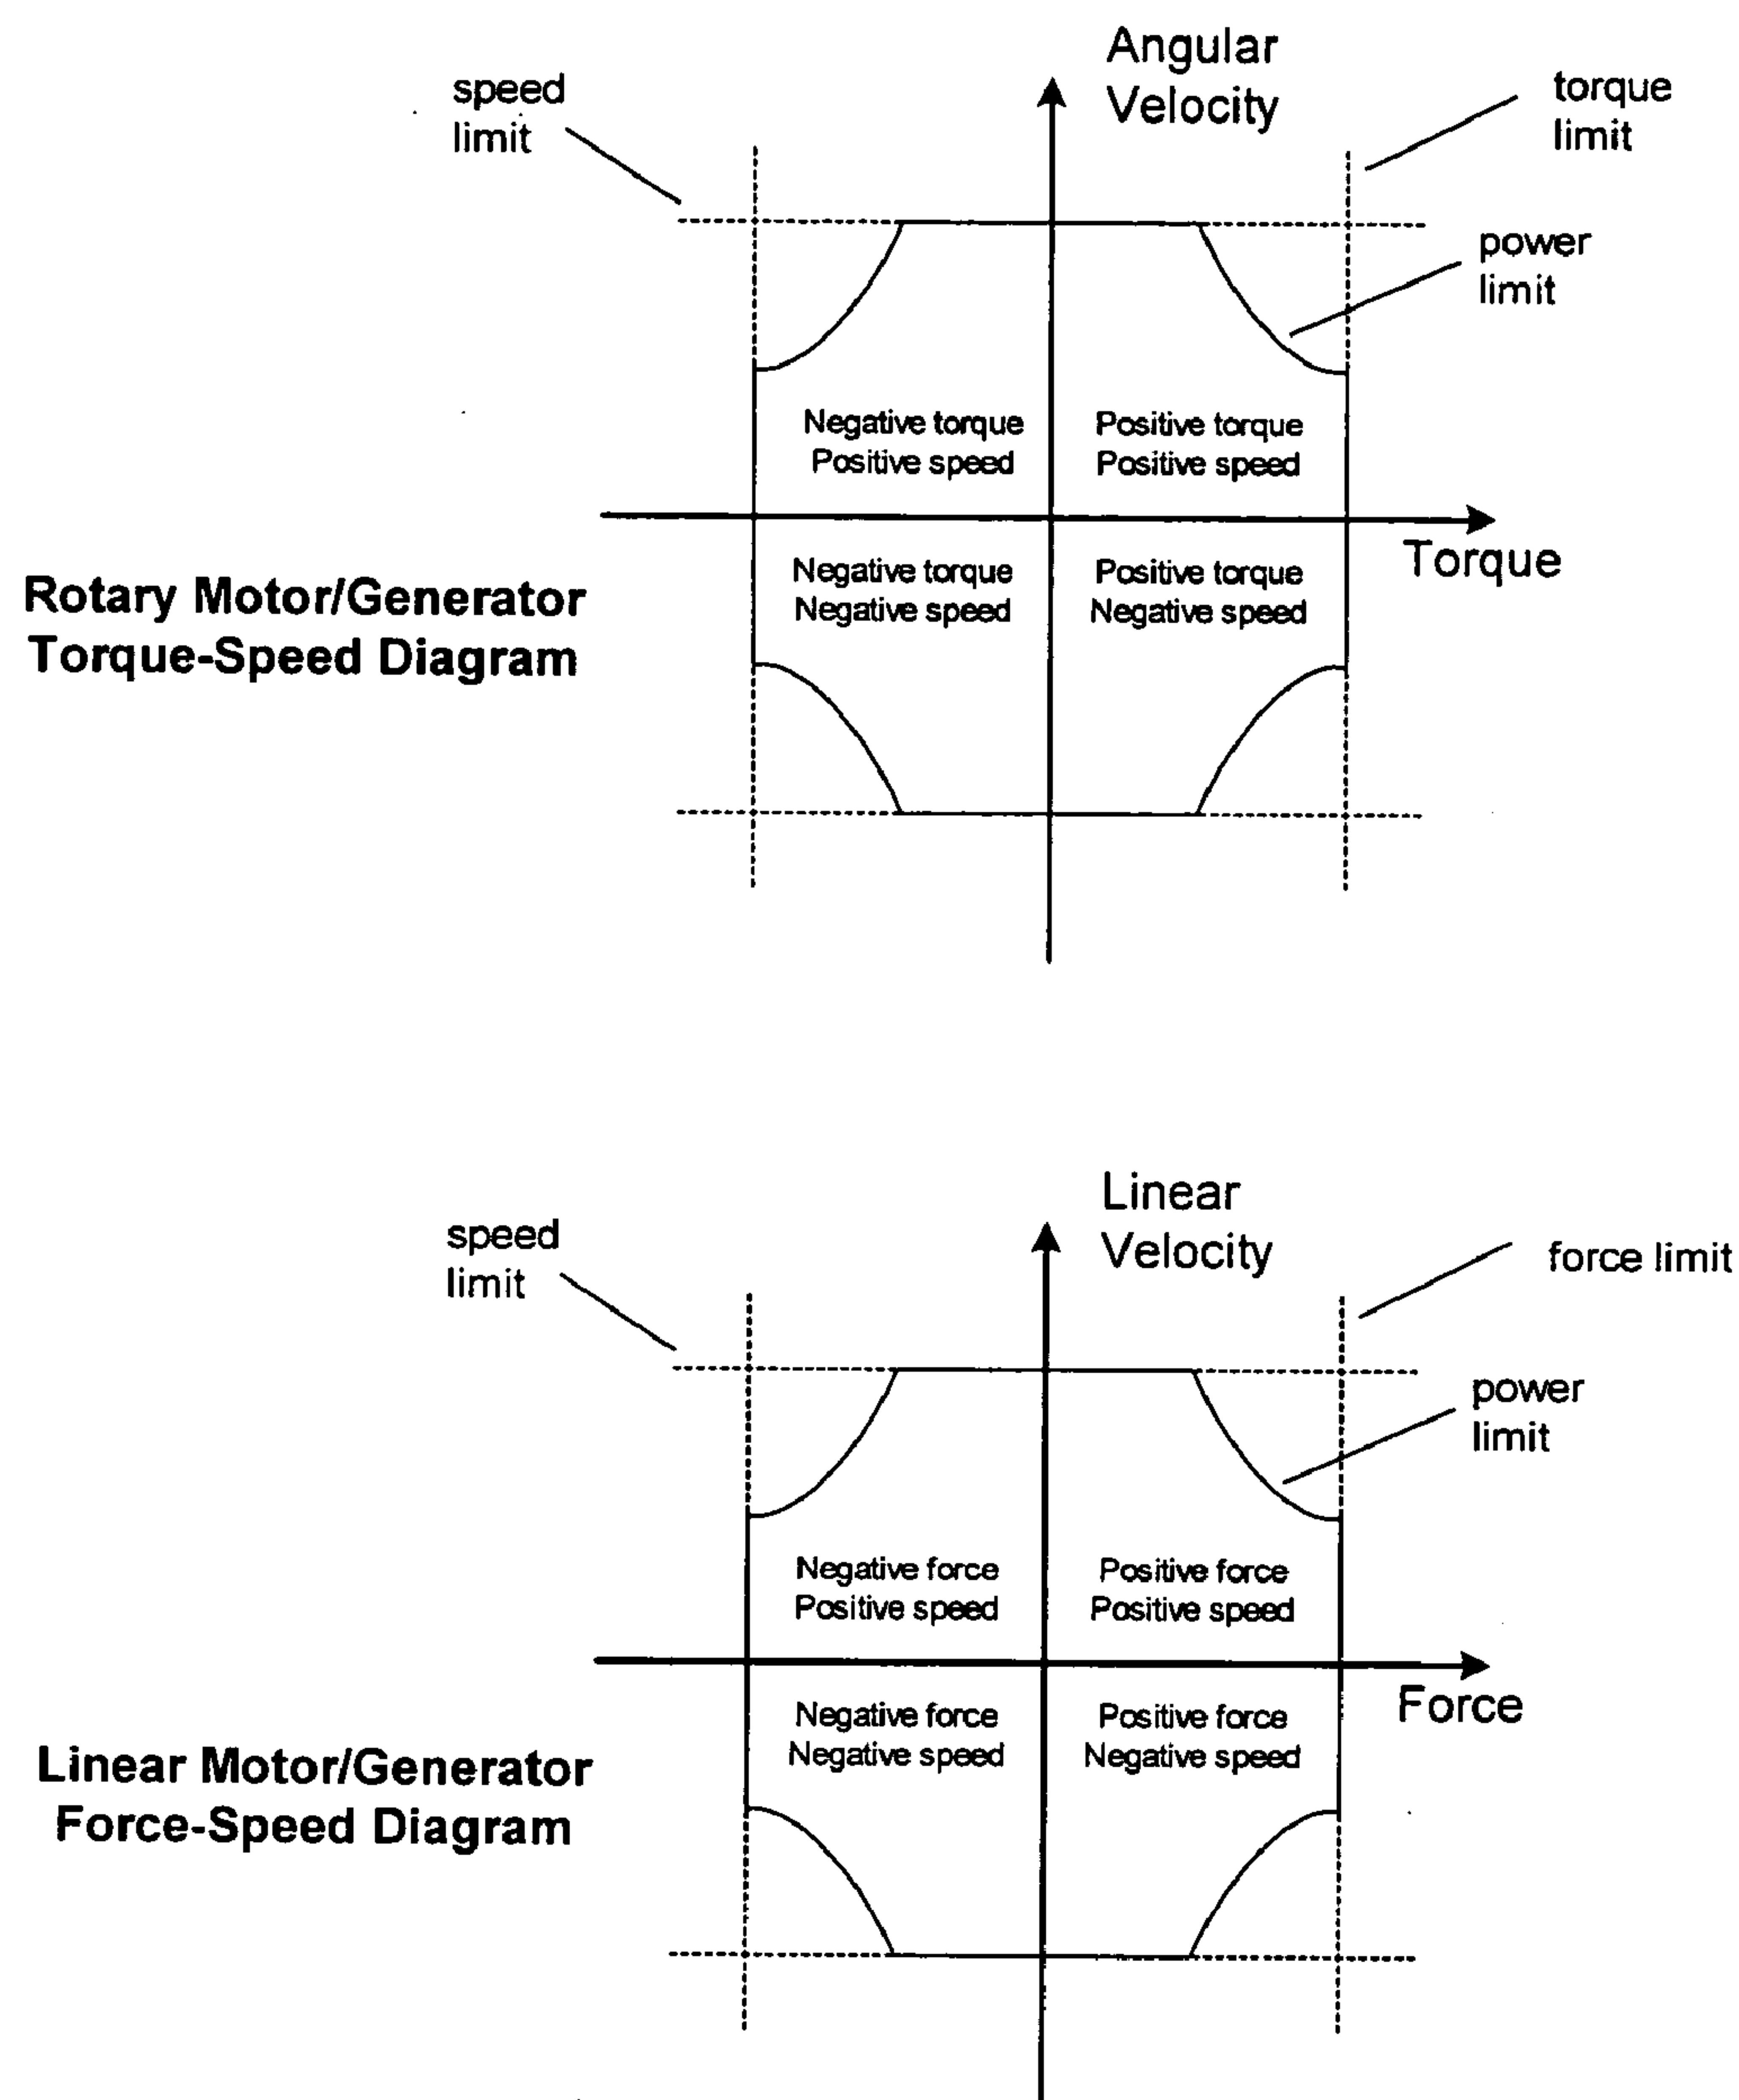 Angular
Velocity
speed
limit
torque
limit
power
limit
Negative torque
Positive speed
Positive torque
Positive speed
Torque
Negative torque
Negative speed
Positive torque
Negative speed
Rotary Motor/Generator
Torque-Speed Diagram
Linear
Velocity
speed
limit
force limit
power
limit
Negative force
Positive speed
Positive force
Positive speed
Force
Negative force
Negative speed
Positive force
Negative speed
Linear Motor/Generator
Force-Speed Diagram